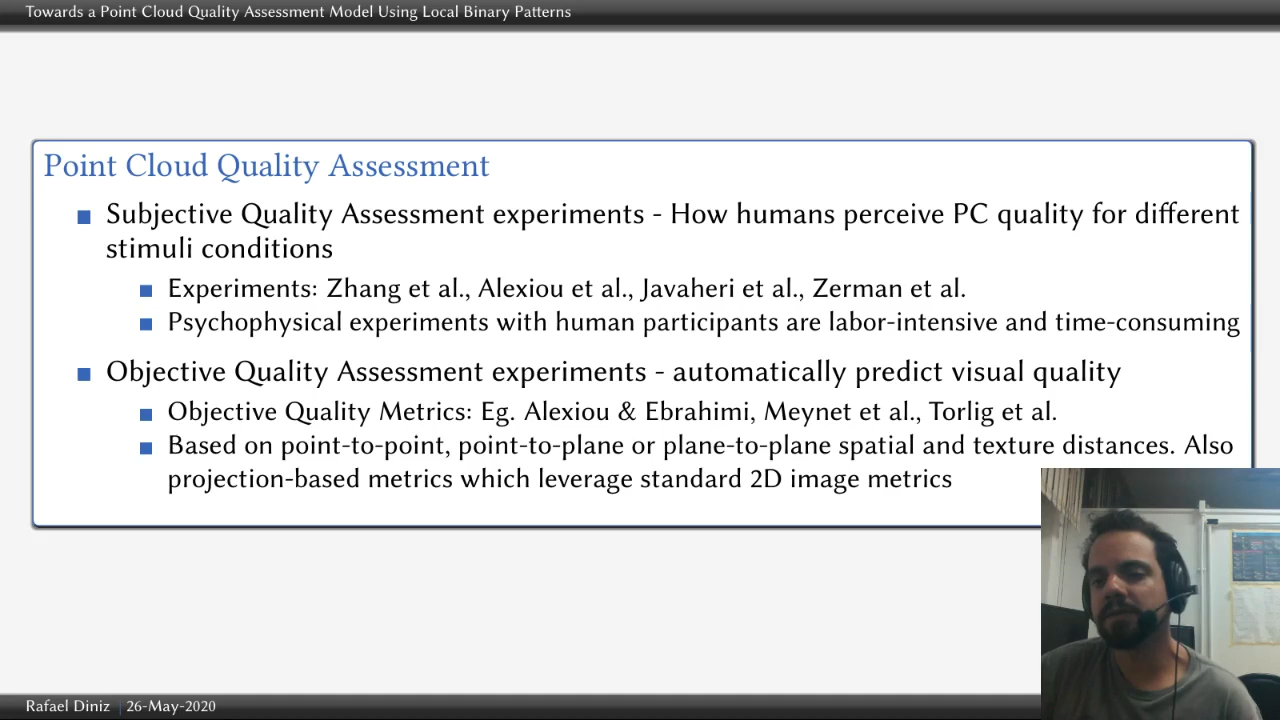 Towards a Point Cloud Quality Assessment Model Using Local Binary Patterns
Point Cloud Quality Assessment
Subjective Quality Assessment experiments - How humans perceive PC quality for different
stimuli conditions
Experiments: Zhang et al., Alexiou et al., Javaheri et al., Zerman et al.
Psychophysical experiments with human participants are labor-intensive and time-consuming
Objective Quality Assessment experiments - automatically predict visual quality
Objective Quality Metrics: Eg. Alexiou & Ebrahimi, Meynet et al., Torlig et al.
Based on point-to-point, point-to-plane or plane-to-plane spatial and texture distances. Also
projection-based metrics which leverage standard 2D image metrics
Rafael Diniz | 26-May-2020